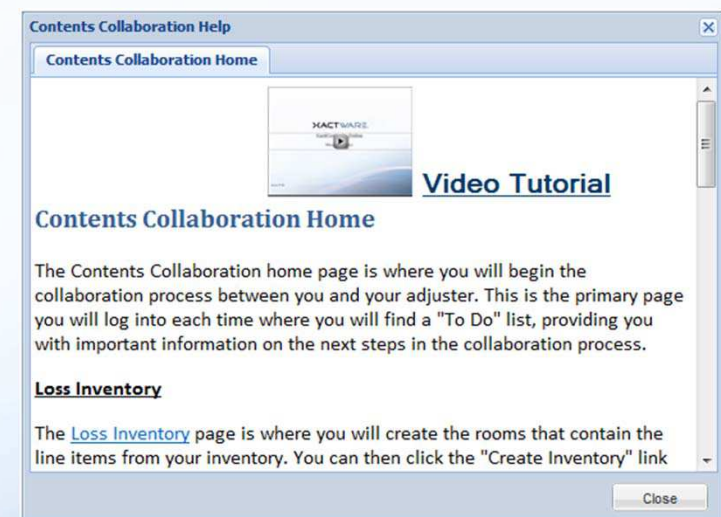 Contents Collaboration Help
Contents Collaboration Home
XACTWARE
Video Tutorial
Contents Collaboration Home
The Contents Collaboration home page is where you will begin the
collaboration process between you and your adjuster. This is the primary page
you will log into each time where you will find a "To Do" list, providing you
with important information on the next steps in the collaboration process.
Loss Inventory
The Loss Inventory page is where you will create the rooms that contain the
line items from your inventory. You can then click the "Create Inventory" link
Close